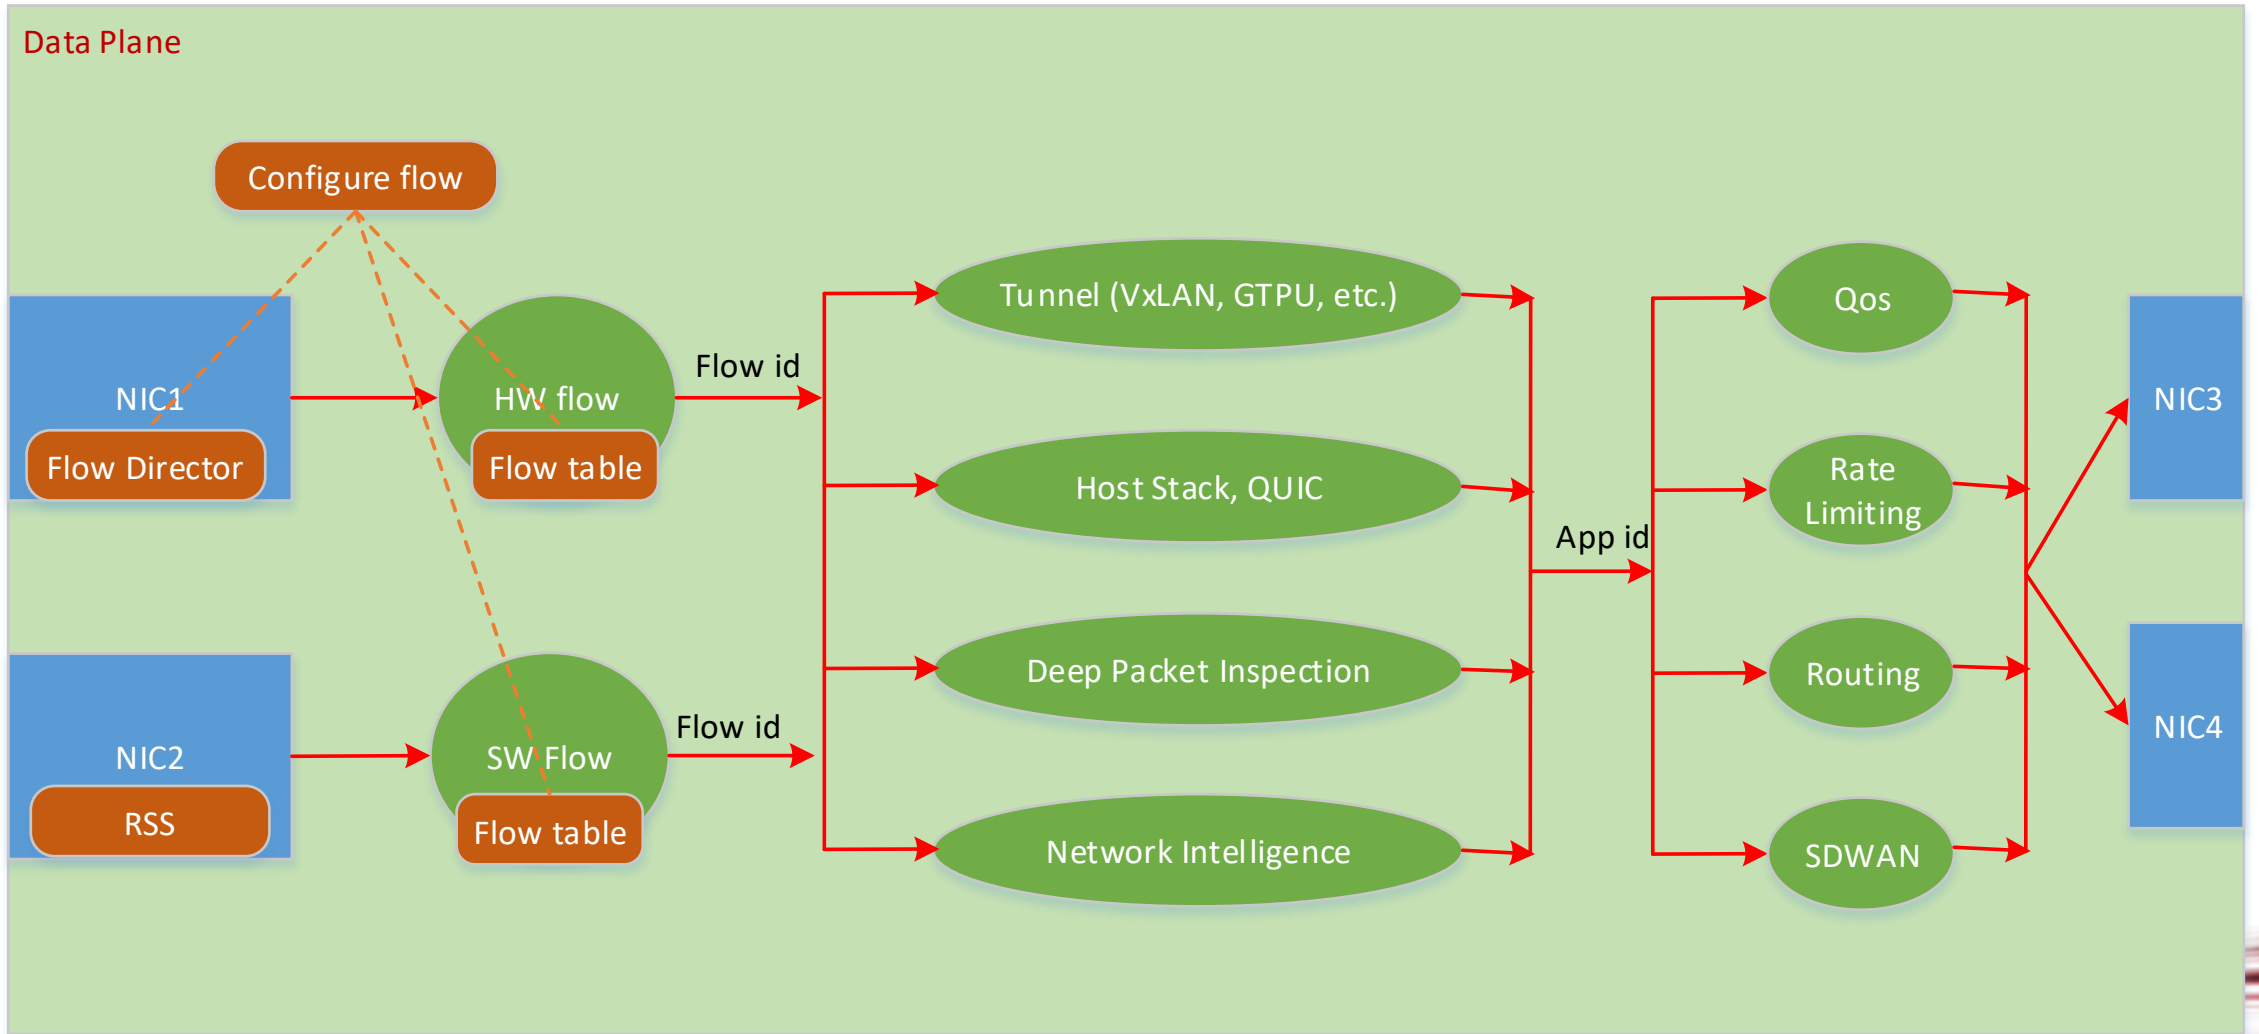 Data Plane
Configure flow
NIC1
Flow Director
HW flow
Flow table
Flow id
NIC2
RSS
SW Flow
Flow table
Flow id
Tunnel (VxLAN, GTPU, etc.)
Host Stack, QUIC
Deep Packet Inspection
Network Intelligence
App id
Qos
Rate
Limiting
Routing
SDWAN
NIC3
NIC4